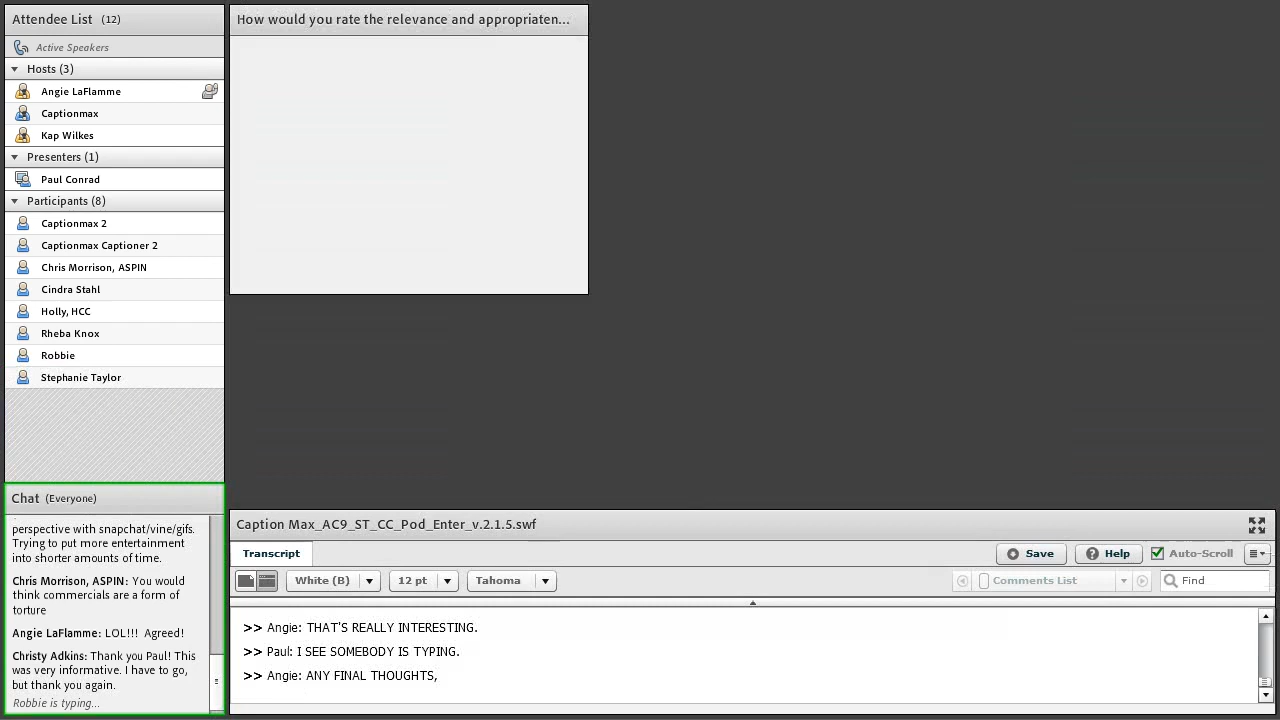 Attendee List (12)
Active Speakers
Hosts (3)
Angie LaFlamme
Captionmax
Kap Wilkes
Presenters (1)
Paul Conrad
Participants (8)
Captionmax 2
Captionmax Captioner 2
Chris Morrison, ASPIN
Cindra Stahl
Holly, HCC
Rheba Knox
Robbie
Stephanie Taylor
Chat (Everyone)
perspective with snapchat/vine/gifs.
Trying to put more entertainment
into shorter amounts of time.
Chris Morrison, ASPIN: You would
think commercials are a form of
torture
Angie LaFlamme: LOL!!! Agreed!
Christy Adkins: Thank you Paul! This
was very informative. I have to go,
but thank you again.
Robbie is typing...
How would you rate the relevance and appropriaten...
Caption Max_AC9_ST_CC_Pod_Enter_v.2.1.5.swf
Transcript Save Help Auto-Scroll
White (B) 12 pt Tahoma Comments List Find
>> Angie: THAT'S REALLY INTERESTING.
>> Paul: I SEE SOMEBODY IS TYPING.
>> Angie: ANY FINAL THOUGHTS,